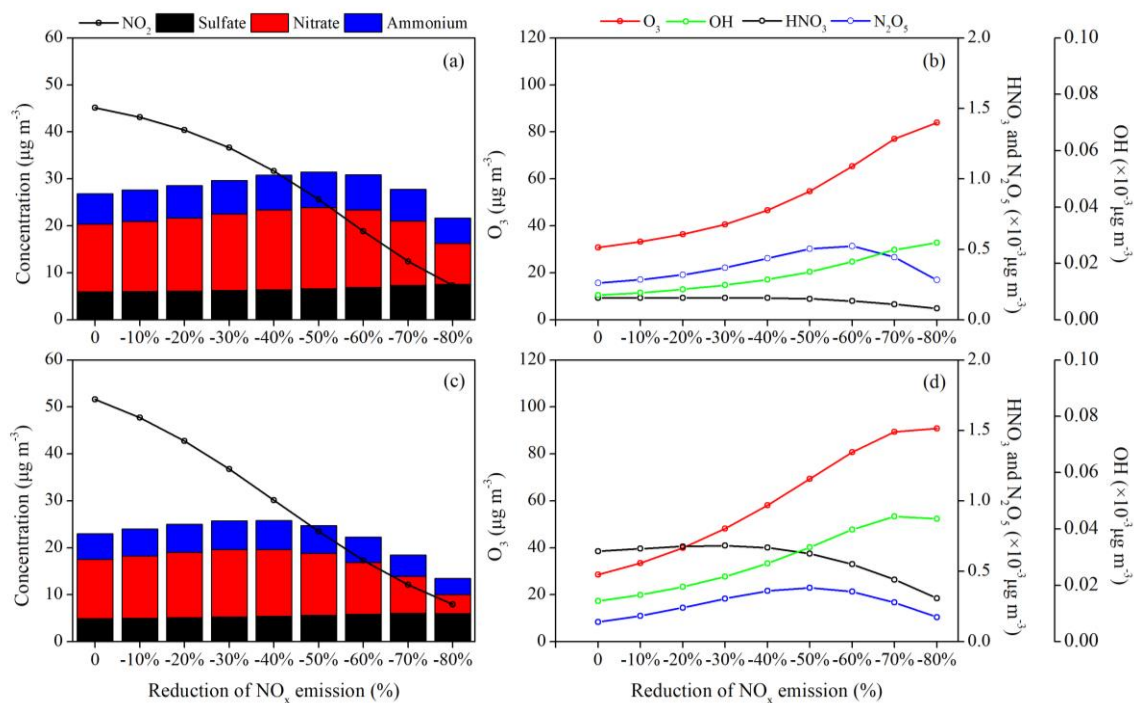 NO₂ Sulfate Nitrate Ammonium
O₃ OH HNO₃ N₂O₅
60
50
40
30
20
10
0
Concentration (μg m⁻³)
(a)
0 -10% -20% -30% -40% -50% -60% -70% -80%
120
100
80
60
40
20
0
O₃ (μg m⁻³)
(b)
0 -10% -20% -30% -40% -50% -60% -70% -80%
2.0
1.5
1.0
0.5
0.0
HNO₃ and N₂O₅ (×10⁻³μg m⁻³)
0.10
0.08
0.06
0.04
0.02
0.00
OH (×10⁻³μg m⁻³)
60
50
40
30
20
10
0
Concentration (μg m⁻³)
(c)
0 -10% -20% -30% -40% -50% -60% -70% -80%
Reduction of NOₓ emission (%)
120
100
80
60
40
20
0
O₃ (μg m⁻³)
(d)
0 -10% -20% -30% -40% -50% -60% -70% -80%
Reduction of NOₓ emission (%)
2.0
1.5
1.0
0.5
0.0
HNO₃ and N₂O₅ (×10⁻³μg m⁻³)
0.10
0.08
0.06
0.04
0.02
0.00
OH (×10⁻³μg m⁻³)